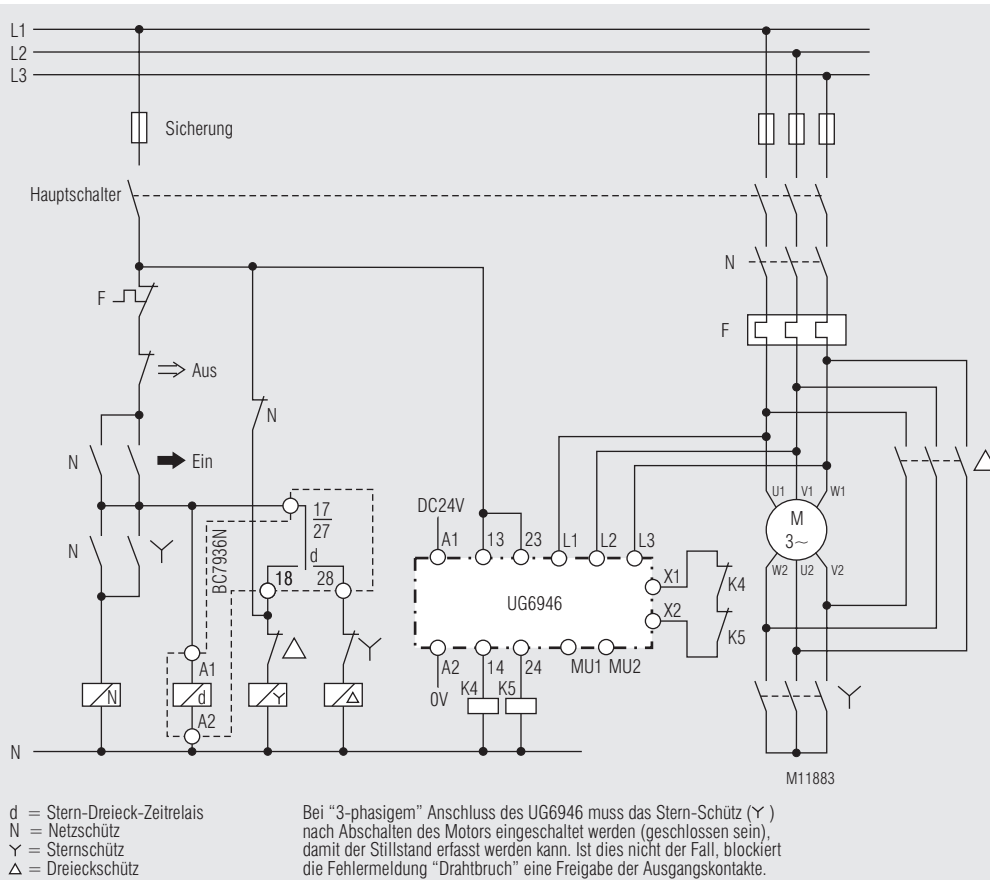 L1
L2
L3
Sicherung
Hauptschalter
N
F
F
Aus
N
N
Ein
17
27
DC24V
A1
13
23
L1
L2
L3
U1
V1
W1
M
3~
W2
U2
V2
N
BC7936N
d
18
28
UG6946
X1
X2
K4
K5
A1
A2
0V
14
24
MU1
MU2
K4
K5
N
d
A2
N
M11883
d = Stern-Dreieck-Zeitrelais
N = Netzschütz
Y = Sternschütz
△ = Dreieckschütz
Bei “3-phasigem” Anschluss des UG6946 muss das Stern-Schütz (Y)
nach Abschalten des Motors eingeschaltet werden (geschlossen sein),
damit der Stillstand erfasst werden kann. Ist dies nicht der Fall, blockiert
die Fehlermeldung “Drahtbruch” eine Freigabe der Ausgangskontakte.